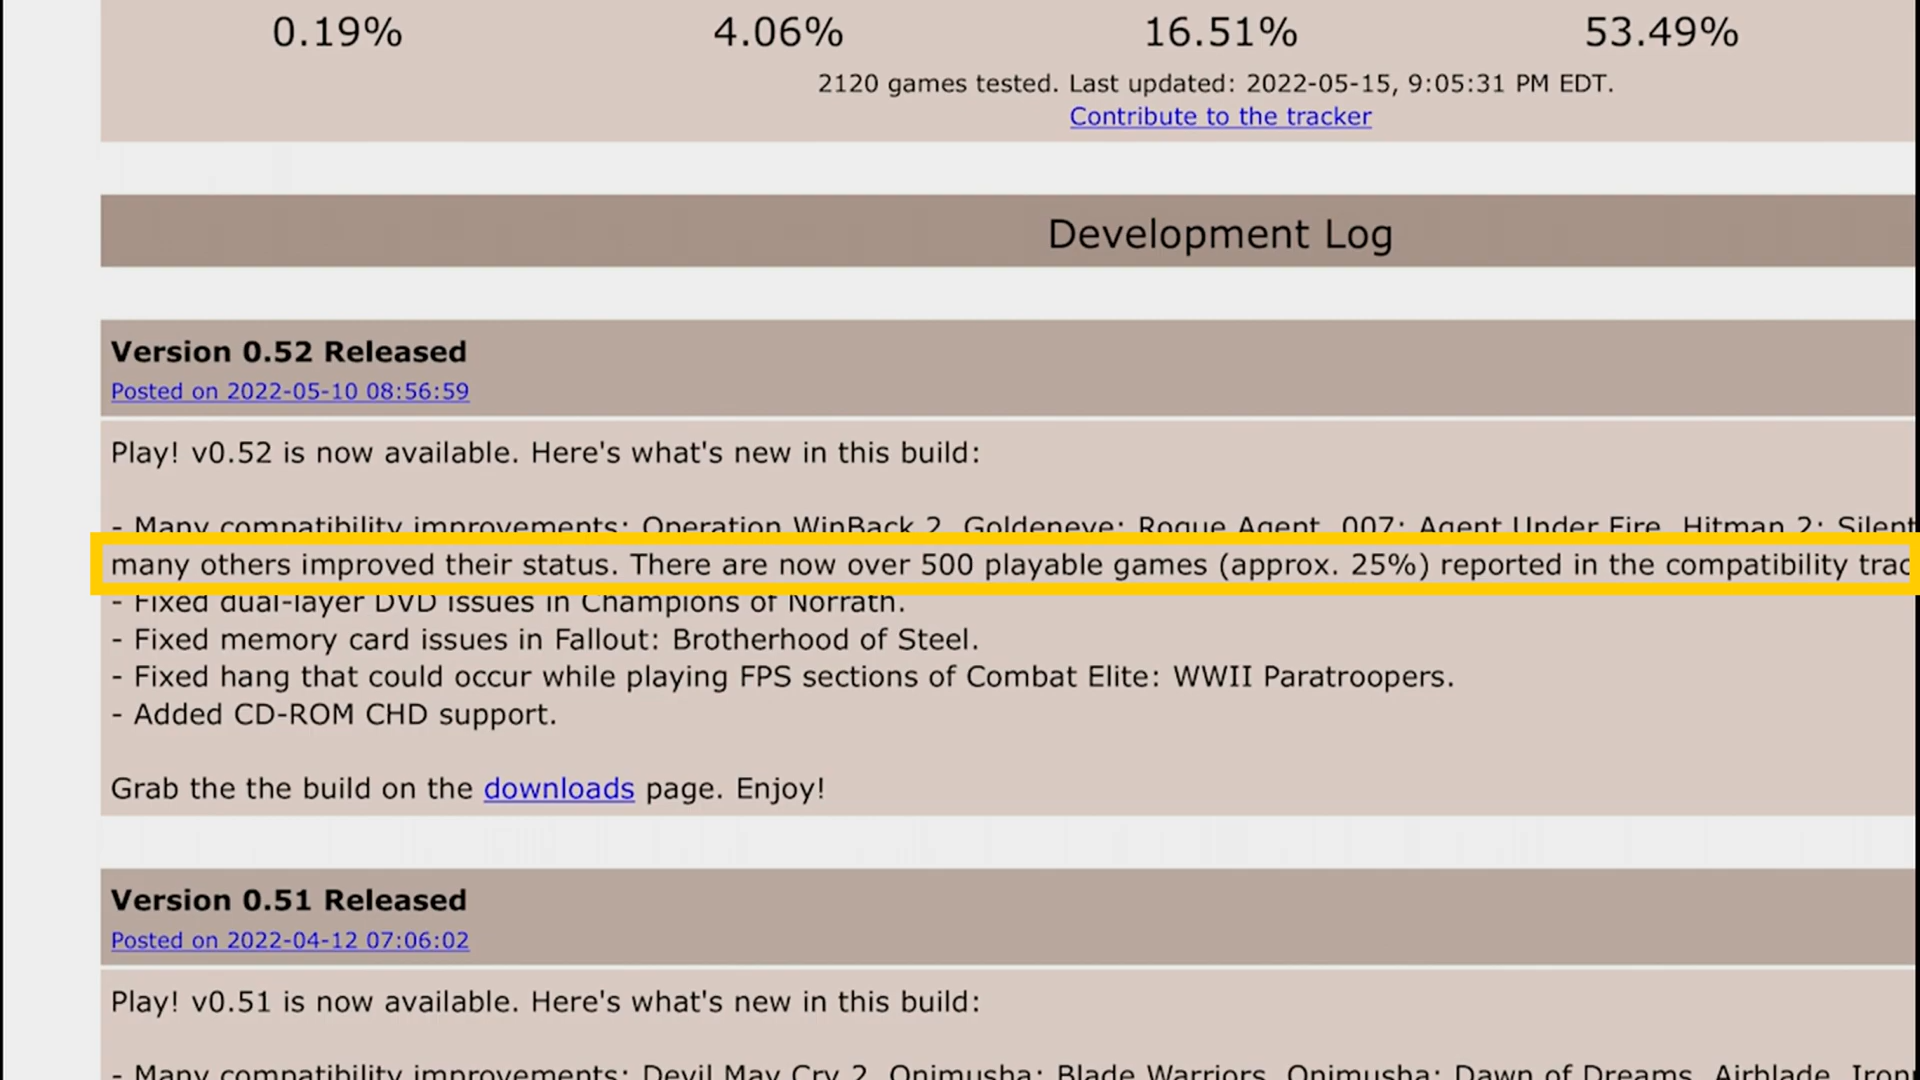 0.19% 4.06% 16.51% 53.49%
2120 games tested. Last updated: 2022-05-15, 9:05:31 PM EDT.
Contribute to the tracker
Development Log
Version 0.52 Released
Posted on 2022-05-10 08:56:59
Play! v0.52 is now available. Here's what's new in this build:
- Many compatibility improvements: Operation WinBack 2, Goldeneye: Rogue Agent, 007: Agent Under Fire, Hitman 2: Silent
many others improved their status. There are now over 500 playable games (approx. 25%) reported in the compatibility trac
- Fixed dual-layer DVD issues in Champions of Norrath.
- Fixed memory card issues in Fallout: Brotherhood of Steel.
- Fixed hang that could occur while playing FPS sections of Combat Elite: WWII Paratroopers.
- Added CD-ROM CHD support.
Grab the the build on the downloads page. Enjoy!
Version 0.51 Released
Posted on 2022-04-12 07:06:02
Play! v0.51 is now available. Here's what's new in this build:
- Many compatibility improvements: Devil May Cry 2, Onimusha: Blade Warriors, Onimusha: Dawn of Dreams, Airblade, Iron